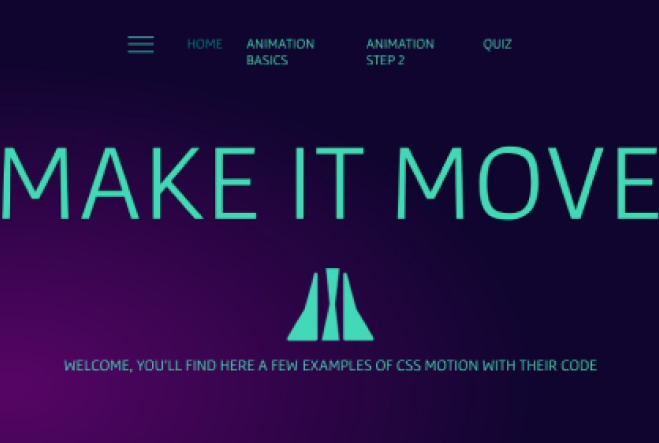 HOME
ANIMATION
BASICS
ANIMATION
STEP 2
QUIZ
MAKE IT MOVE
WELCOME, YOU'LL FIND HERE A FEW EXAMPLES OF CSS MOTION WITH THEIR CODE